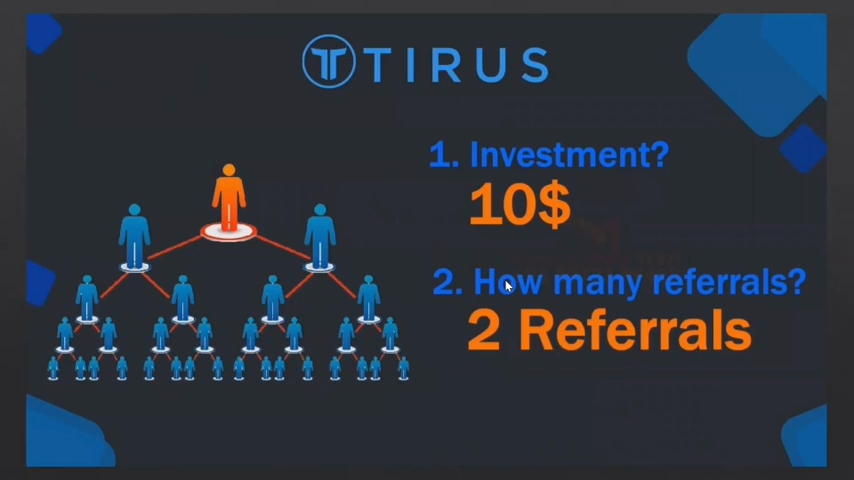 TIRUS
1. Investment?
10$
2. How many referrals?
2 Referrals